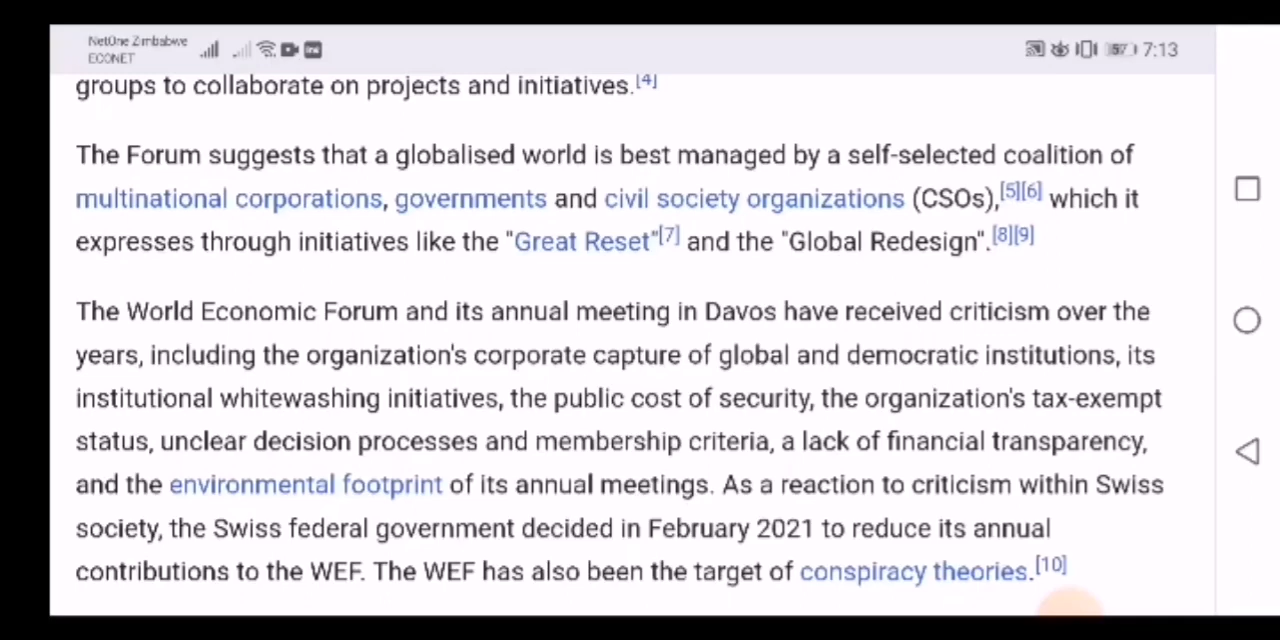 NetOne Zimbabwe
ECONET
57 7:13
groups to collaborate on projects and initiatives.[4]
The Forum suggests that a globalised world is best managed by a self-selected coalition of
multinational corporations, governments and civil society organizations (CSOs),[5][6] which it
expresses through initiatives like the "Great Reset"[7] and the "Global Redesign".[8][9]
The World Economic Forum and its annual meeting in Davos have received criticism over the
years, including the organization's corporate capture of global and democratic institutions, its
institutional whitewashing initiatives, the public cost of security, the organization's tax-exempt
status, unclear decision processes and membership criteria, a lack of financial transparency,
and the environmental footprint of its annual meetings. As a reaction to criticism within Swiss
society, the Swiss federal government decided in February 2021 to reduce its annual
contributions to the WEF. The WEF has also been the target of conspiracy theories.[10]